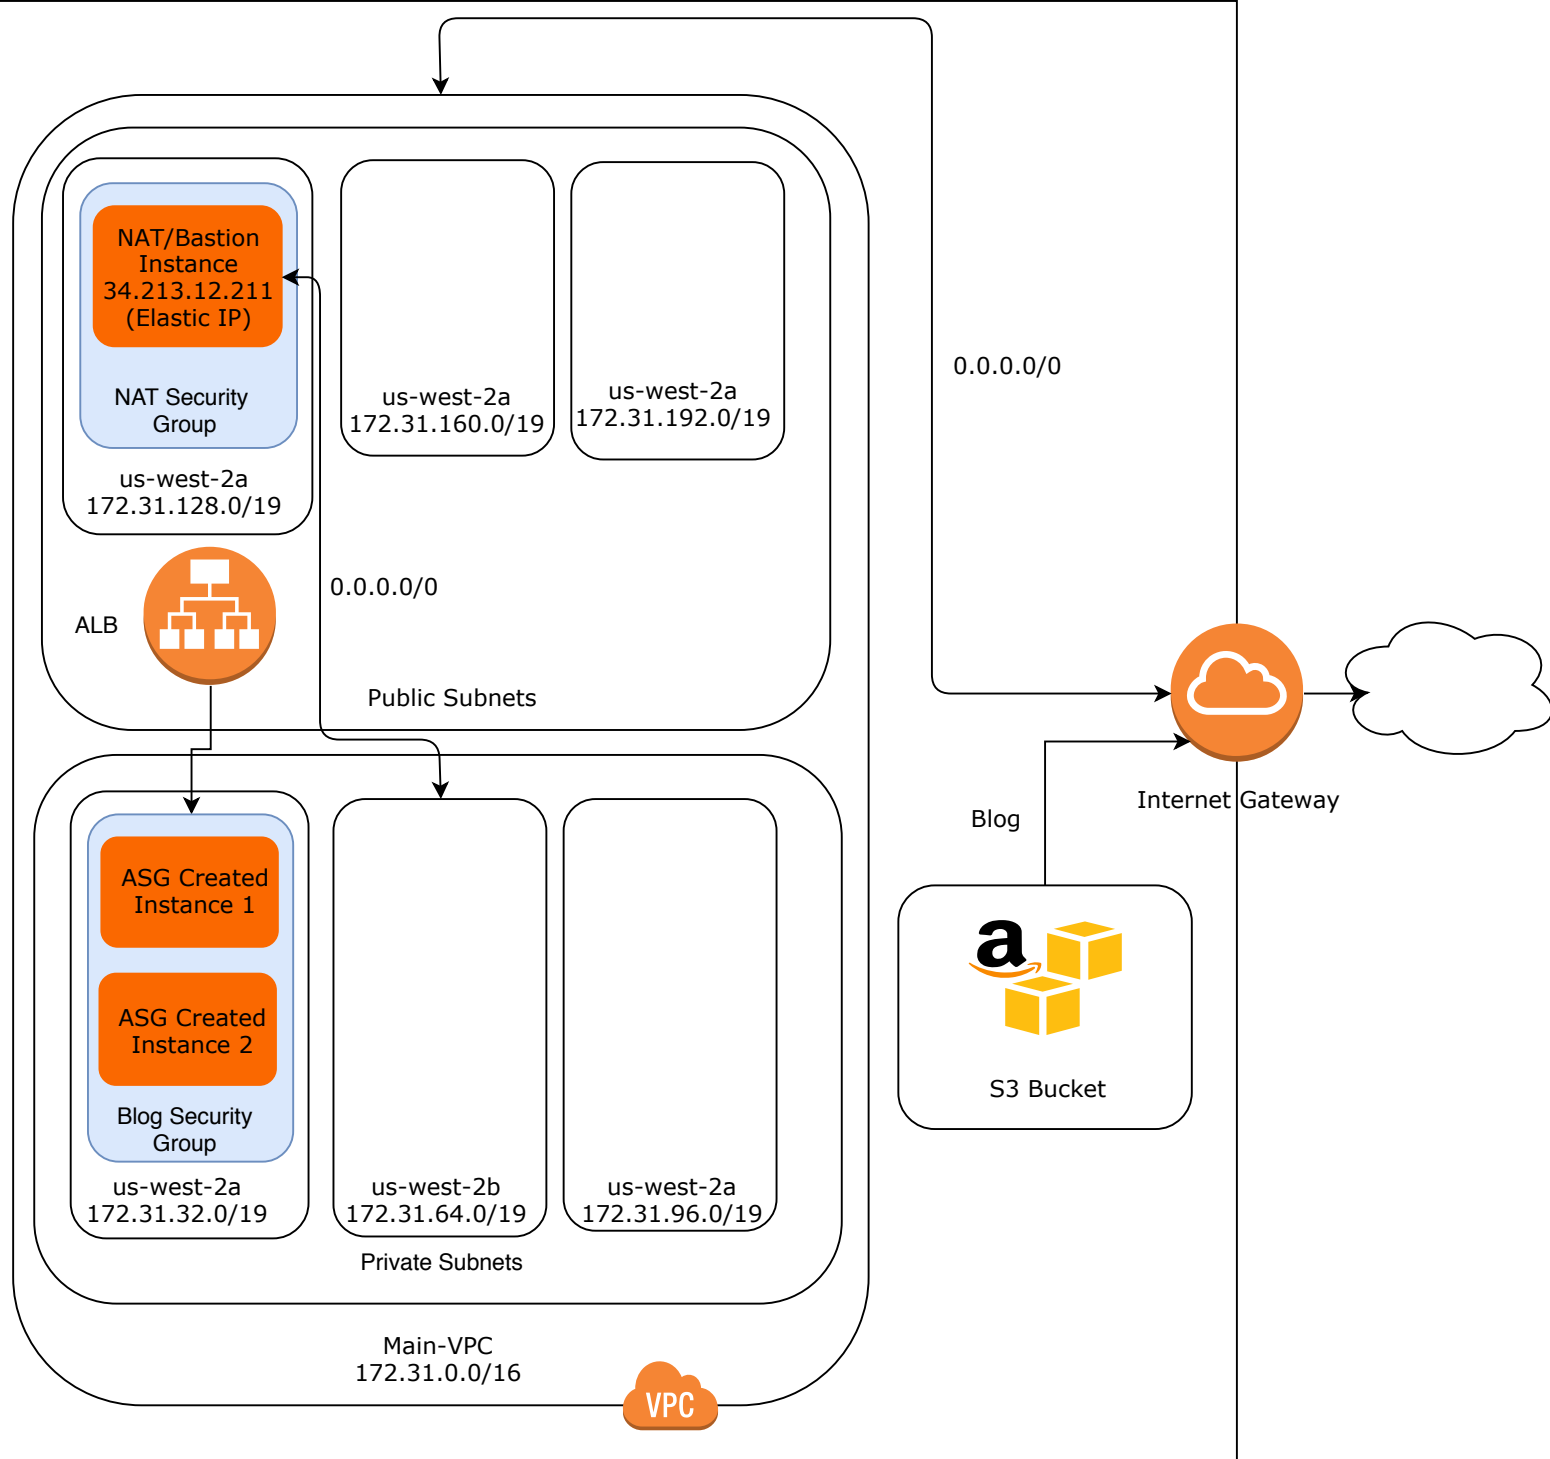 NAT/Bastion
Instance
34.213.12.211
(Elastic IP)
NAT Security
Group
us-west-2a
172.31.128.0/19
us-west-2a
172.31.160.0/19
us-west-2a
172.31.192.0/19
0.0.0.0/0
0.0.0.0/0
ALB
Public Subnets
ASG Created
Instance 1
ASG Created
Instance 2
Blog Security
Group
us-west-2a
172.31.32.0/19
us-west-2b
172.31.64.0/19
us-west-2a
172.31.96.0/19
Private Subnets
Main-VPC
172.31.0.0/16
VPC
Internet Gateway
Blog
a
S3 Bucket